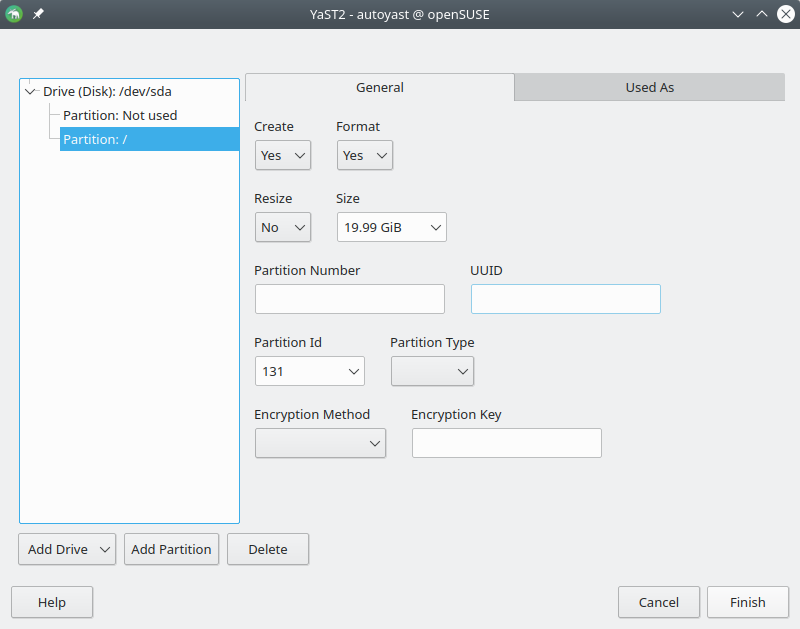 YaST2 - autoyast @ openSUSE
Drive (Disk): /dev/sda
Partition: Not used
Partition: /
General
Used As
Create Format
Yes Yes
Resize Size
No 19.99 GiB
Partition Number UUID
Partition Id Partition Type
131
Encryption Method Encryption Key
Add Drive Add Partition Delete
Help Cancel Finish